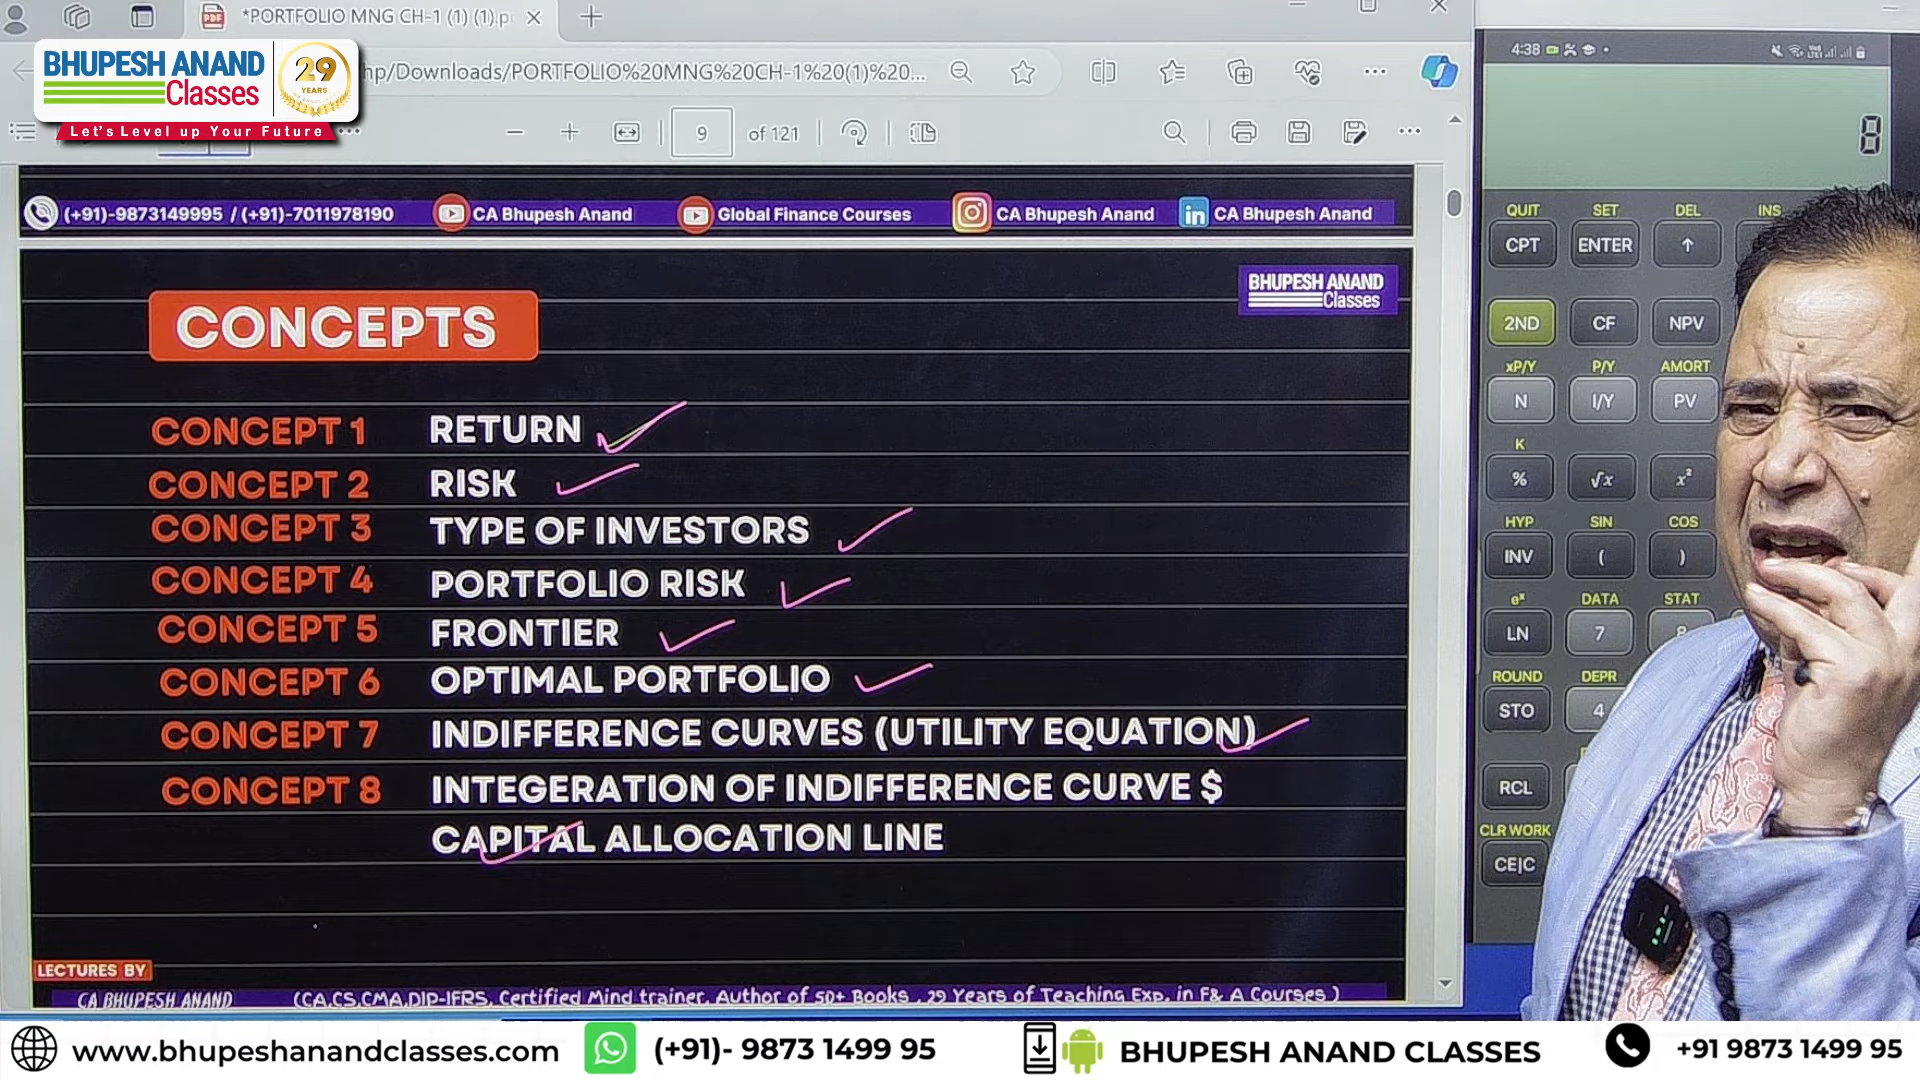 *PORTFOLIO MNG CH-1 (1) (1).p
BHUPESH ANAND
Classes
29
YEARS
Let's Level up Your Future
hp/Downloads/PORTFOLIO%20MNG%20CH-1%20(1)%20...
9 of 121
(+91)-9873149995 / (+91)-7011978190 CA Bhupesh Anand Global Finance Courses CA Bhupesh Anand CA Bhupesh Anand
BHUPESH ANAND
Classes
CONCEPTS
CONCEPT 1 RETURN
CONCEPT 2 RISK
CONCEPT 3 TYPE OF INVESTORS
CONCEPT 4 PORTFOLIO RISK
CONCEPT 5 FRONTIER
CONCEPT 6 OPTIMAL PORTFOLIO
CONCEPT 7 INDIFFERENCE CURVES (UTILITY EQUATION)
CONCEPT 8 INTEGERATION OF INDIFFERENCE CURVE $
CAPITAL ALLOCATION LINE
LECTURES BY
CA BHUPESH ANAND (CA,CS,CMA,DIP-IFRS, Certified Mind trainer, Author of 50+ Books , 29 Years of Teaching Exp. in F& A Courses )
4:38
8
QUIT SET DEL INS
CPT ENTER ↑
2ND CF NPV
xP/Y P/Y AMORT
N I/Y PV
K
% √x x²
HYP SIN COS
INV ( )
eˣ DATA STAT
LN 7 8
ROUND DEPR
STO 4
RCL
CLR WORK
CE|C
www.bhupeshanandclasses.com (+91)- 9873 1499 95 BHUPESH ANAND CLASSES +91 9873 1499 95